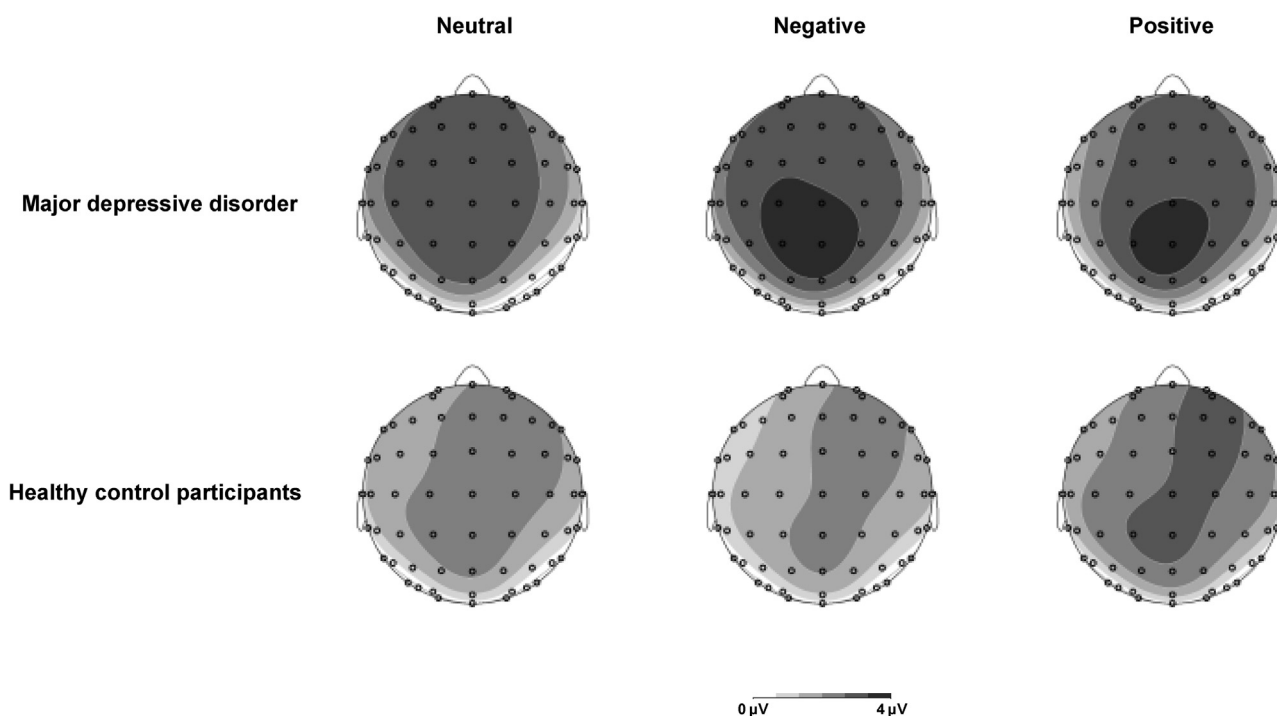 Neutral Negative Positive
Major depressive disorder
Healthy control participants
0 µV 4 µV